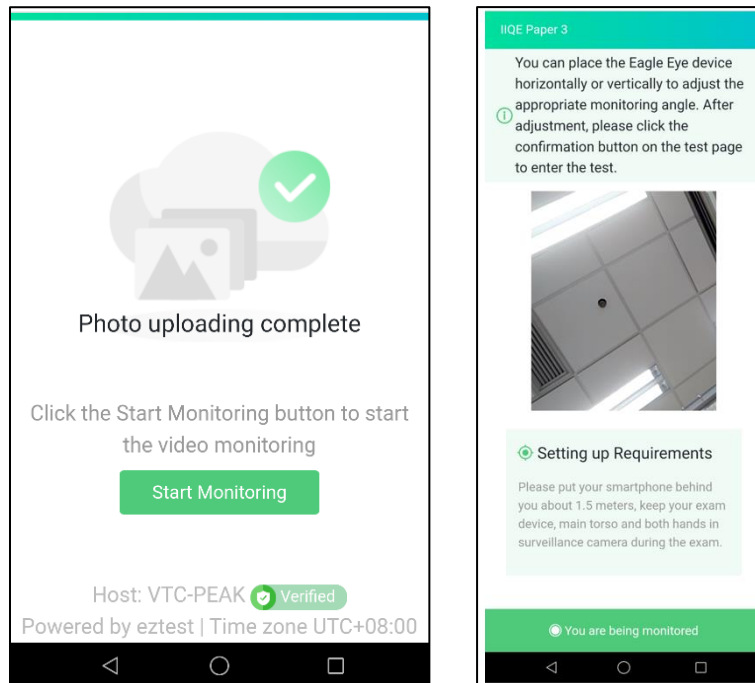 Photo uploading complete
Click the Start Monitoring button to start
the video monitoring
Start Monitoring
Host: VTC-PEAK Verified
Powered by eztest | Time zone UTC+08:00
IIQE Paper 3
You can place the Eagle Eye device
horizontally or vertically to adjust the
appropriate monitoring angle. After
adjustment, please click the
confirmation button on the test page
to enter the test.
Setting up Requirements
Please put your smartphone behind
you about 1.5 meters, keep your exam
device, main torso and both hands in
surveillance camera during the exam.
You are being monitored